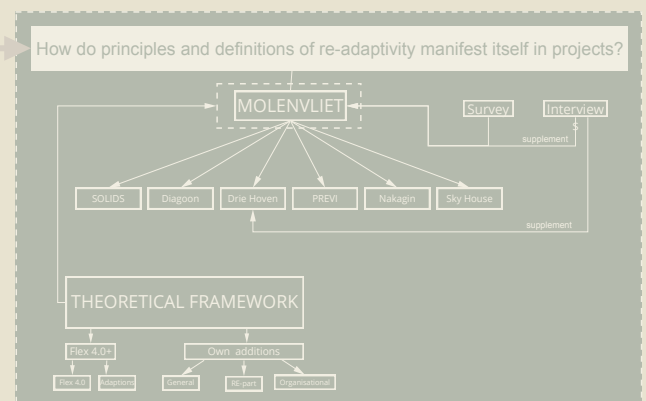 How do principles and definitions of re-adaptivity manifest itself in projects?
MOLENVLIET
Survey
Interview
s
supplement
SOLIDS
Diagoon
Drie Hoven
PREVI
Nakagin
Sky House
supplement
THEORETICAL FRAMEWORK
Flex 4.0+
Own additions
Flex 4.0
Adaptions
General
RE-part
Organisational